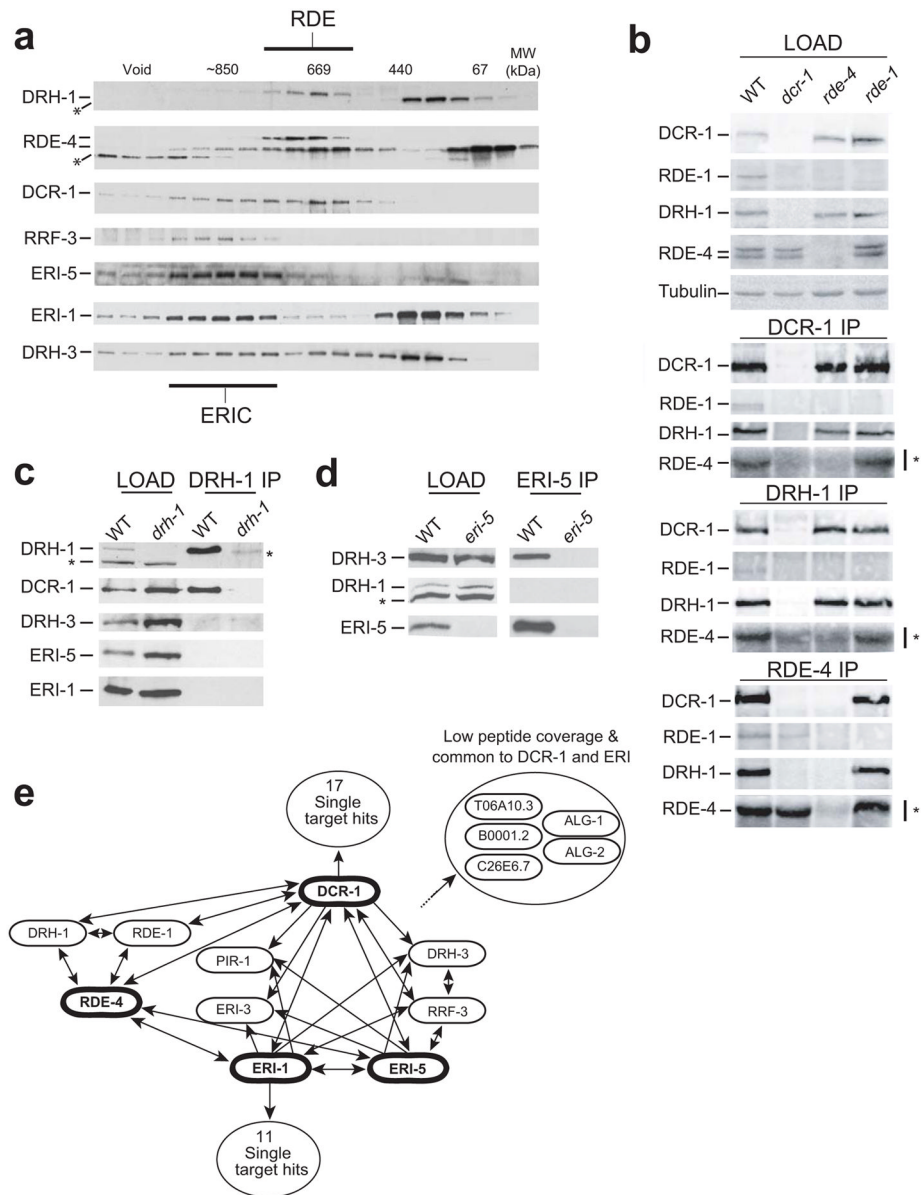 a
RDE
Void ~850 669 440 67 MW (kDa)
DRH-1
*
RDE-4
*
DCR-1
RRF-3
ERI-5
ERI-1
DRH-3
ERIC
b
LOAD
WT dcr-1 rde-4 rde-1
DCR-1
RDE-1
DRH-1
RDE-4
Tubulin
DCR-1 IP
DCR-1
RDE-1
DRH-1
RDE-4 *
DRH-1 IP
DCR-1
RDE-1
DRH-1
RDE-4 *
RDE-4 IP
DCR-1
RDE-1
DRH-1
RDE-4 *
c
LOAD DRH-1 IP
WT drh-1 WT drh-1
DRH-1
* *
DCR-1
DRH-3
ERI-5
ERI-1
d
LOAD ERI-5 IP
WT eri-5 WT eri-5
DRH-3
DRH-1
*
ERI-5
e
Low peptide coverage &
common to DCR-1 and ERI
T06A10.3
ALG-1
B0001.2
ALG-2
C26E6.7
17
Single
target hits
DCR-1
DRH-1 RDE-1
PIR-1 DRH-3
RDE-4
ERI-3 RRF-3
ERI-1 ERI-5
11
Single
target hits